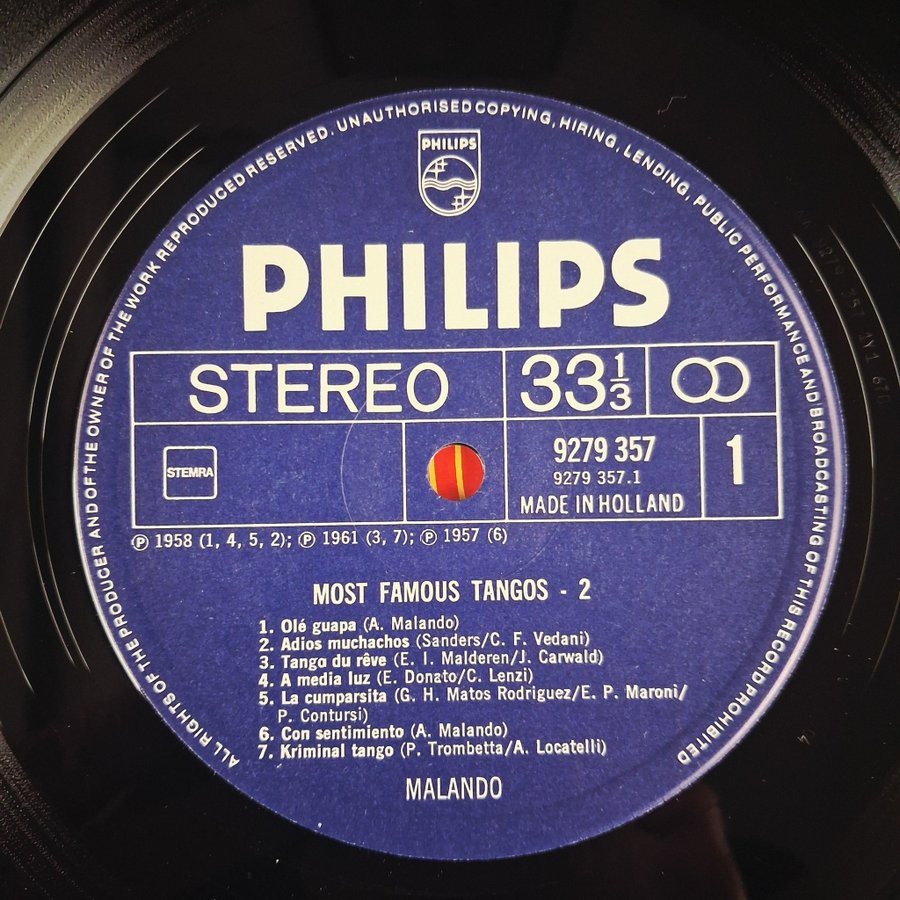 ALL RIGHTS OF THE PRODUCER AND OF THE OWNER OF THE WORK REPRODUCED RESERVED. UNAUTHORISED COPYING, HIRING, LENDING, PUBLIC PERFORMANCE AND BROADCASTING OF THIS RECORD PROHIBITED
PHILIPS
PHILIPS
STEREO 33⅓
STEMRA
9279 357
9279 357.1
MADE IN HOLLAND
1
Ⓟ 1958 (1, 4, 5, 2); Ⓟ 1961 (3, 7); Ⓟ 1957 (6)
MOST FAMOUS TANGOS - 2
1. Olé guapa (A. Malando)
2. Adios muchachos (Sanders/C. F. Vedani)
3. Tango du rêve (E. I. Malderen/J. Carwald)
4. A media luz (E. Donato/C. Lenzi)
5. La cumparsita (G. H. Matos Rodriguez/E. P. Maroni/
P. Contursi)
6. Con sentimiento (A. Malando)
7. Kriminal tango (P. Trombetta/A. Locatelli)
MALANDO